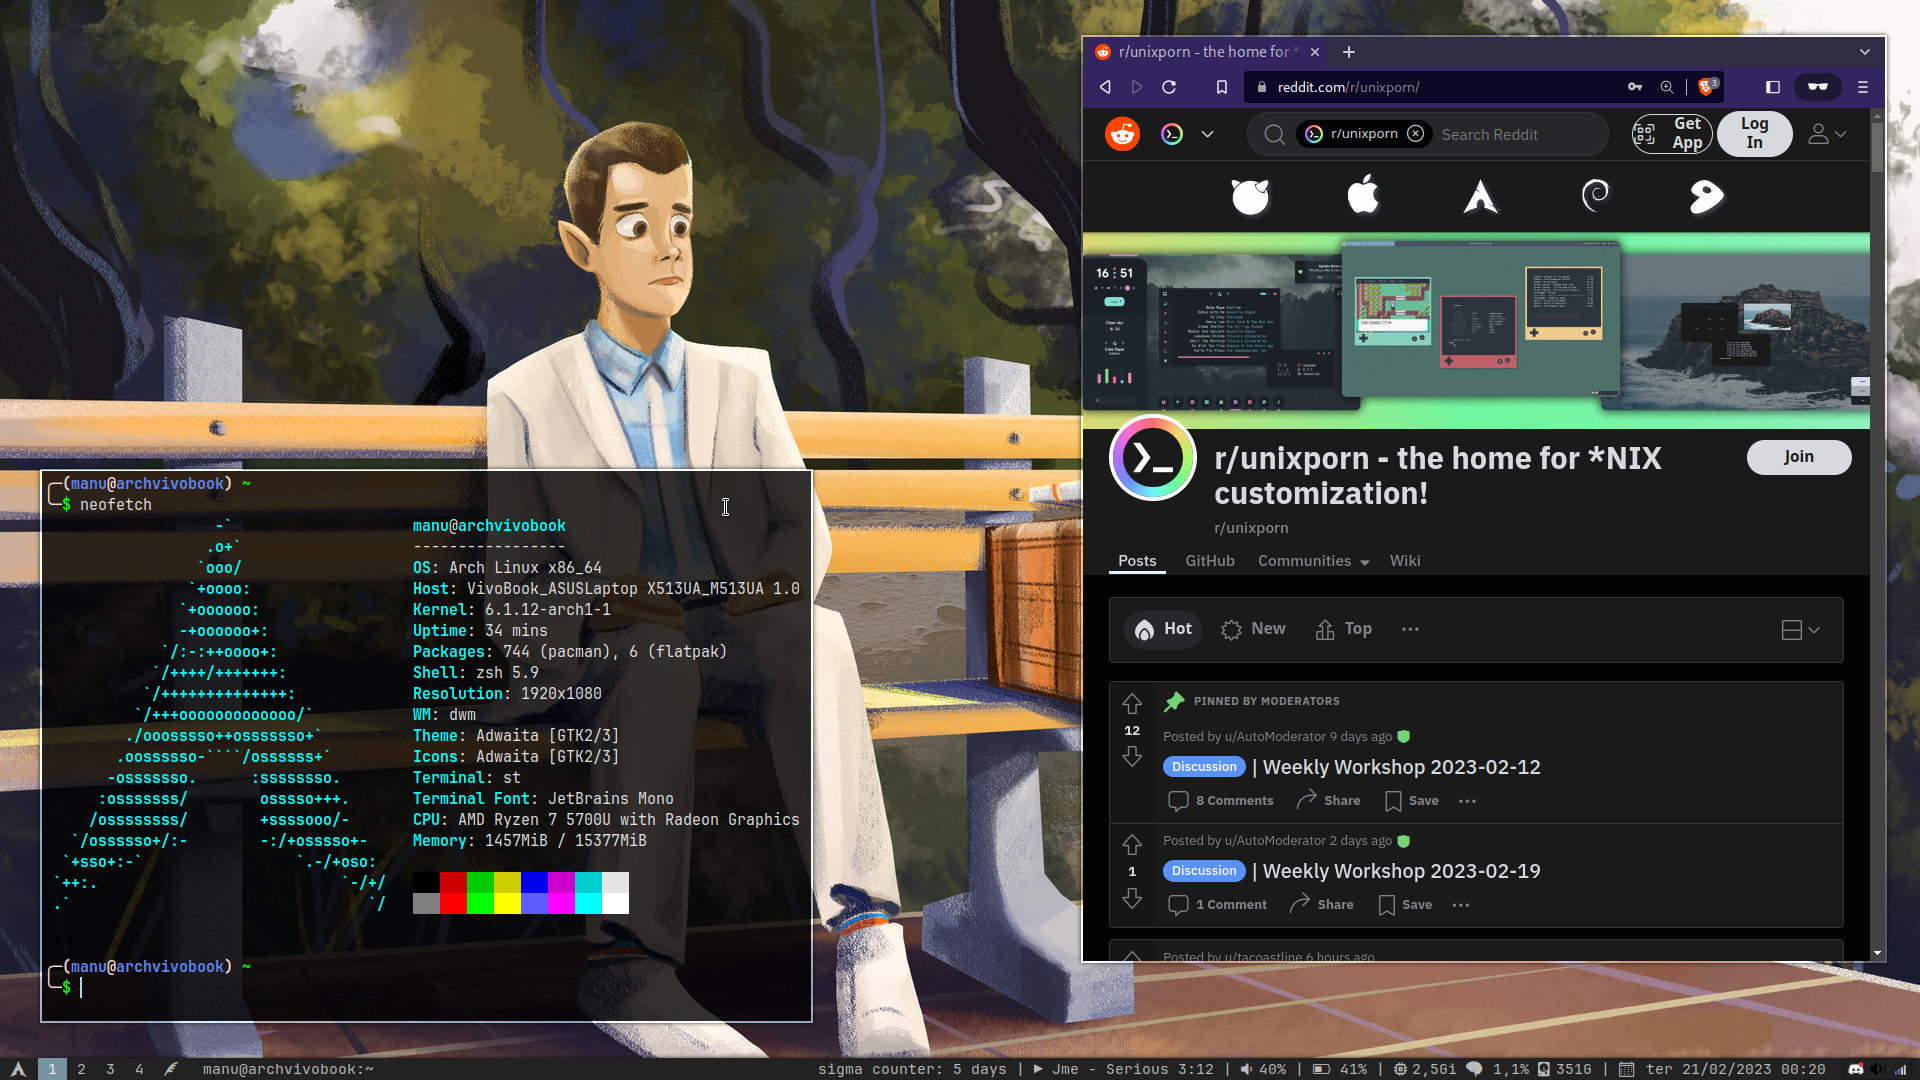 (manu@archvivobook) ~
$ neofetch
manu@archvivobook
-----------------
OS: Arch Linux x86_64
Host: VivoBook_ASUSLaptop X513UA_M513UA 1.0
Kernel: 6.1.12-arch1-1
Uptime: 34 mins
Packages: 744 (pacman), 6 (flatpak)
Shell: zsh 5.9
Resolution: 1920x1080
WM: dwm
Theme: Adwaita [GTK2/3]
Icons: Adwaita [GTK2/3]
Terminal: st
Terminal Font: JetBrains Mono
CPU: AMD Ryzen 7 5700U with Radeon Graphics
Memory: 1457MiB / 15377MiB
(manu@archvivobook) ~
$
r/unixporn - the home for *
reddit.com/r/unixporn/
3
r/unixporn
Search Reddit
Get App
Log In
16:51
r/unixporn - the home for *NIX
customization!
Join
r/unixporn
Posts GitHub Communities Wiki
Hot New Top ...
12
PINNED BY MODERATORS
Posted by u/AutoModerator 9 days ago
Discussion | Weekly Workshop 2023-02-12
8 Comments Share Save ...
1
Posted by u/AutoModerator 2 days ago
Discussion | Weekly Workshop 2023-02-19
1 Comment Share Save ...
Posted by u/tacoastline 6 hours ago
1 2 3 4 manu@archvivobook:~ sigma counter: 5 days | Jme - Serious 3:12 | 40% | 41% | 2,5Gi 1,1% 351G | ter 21/02/2023 00:20